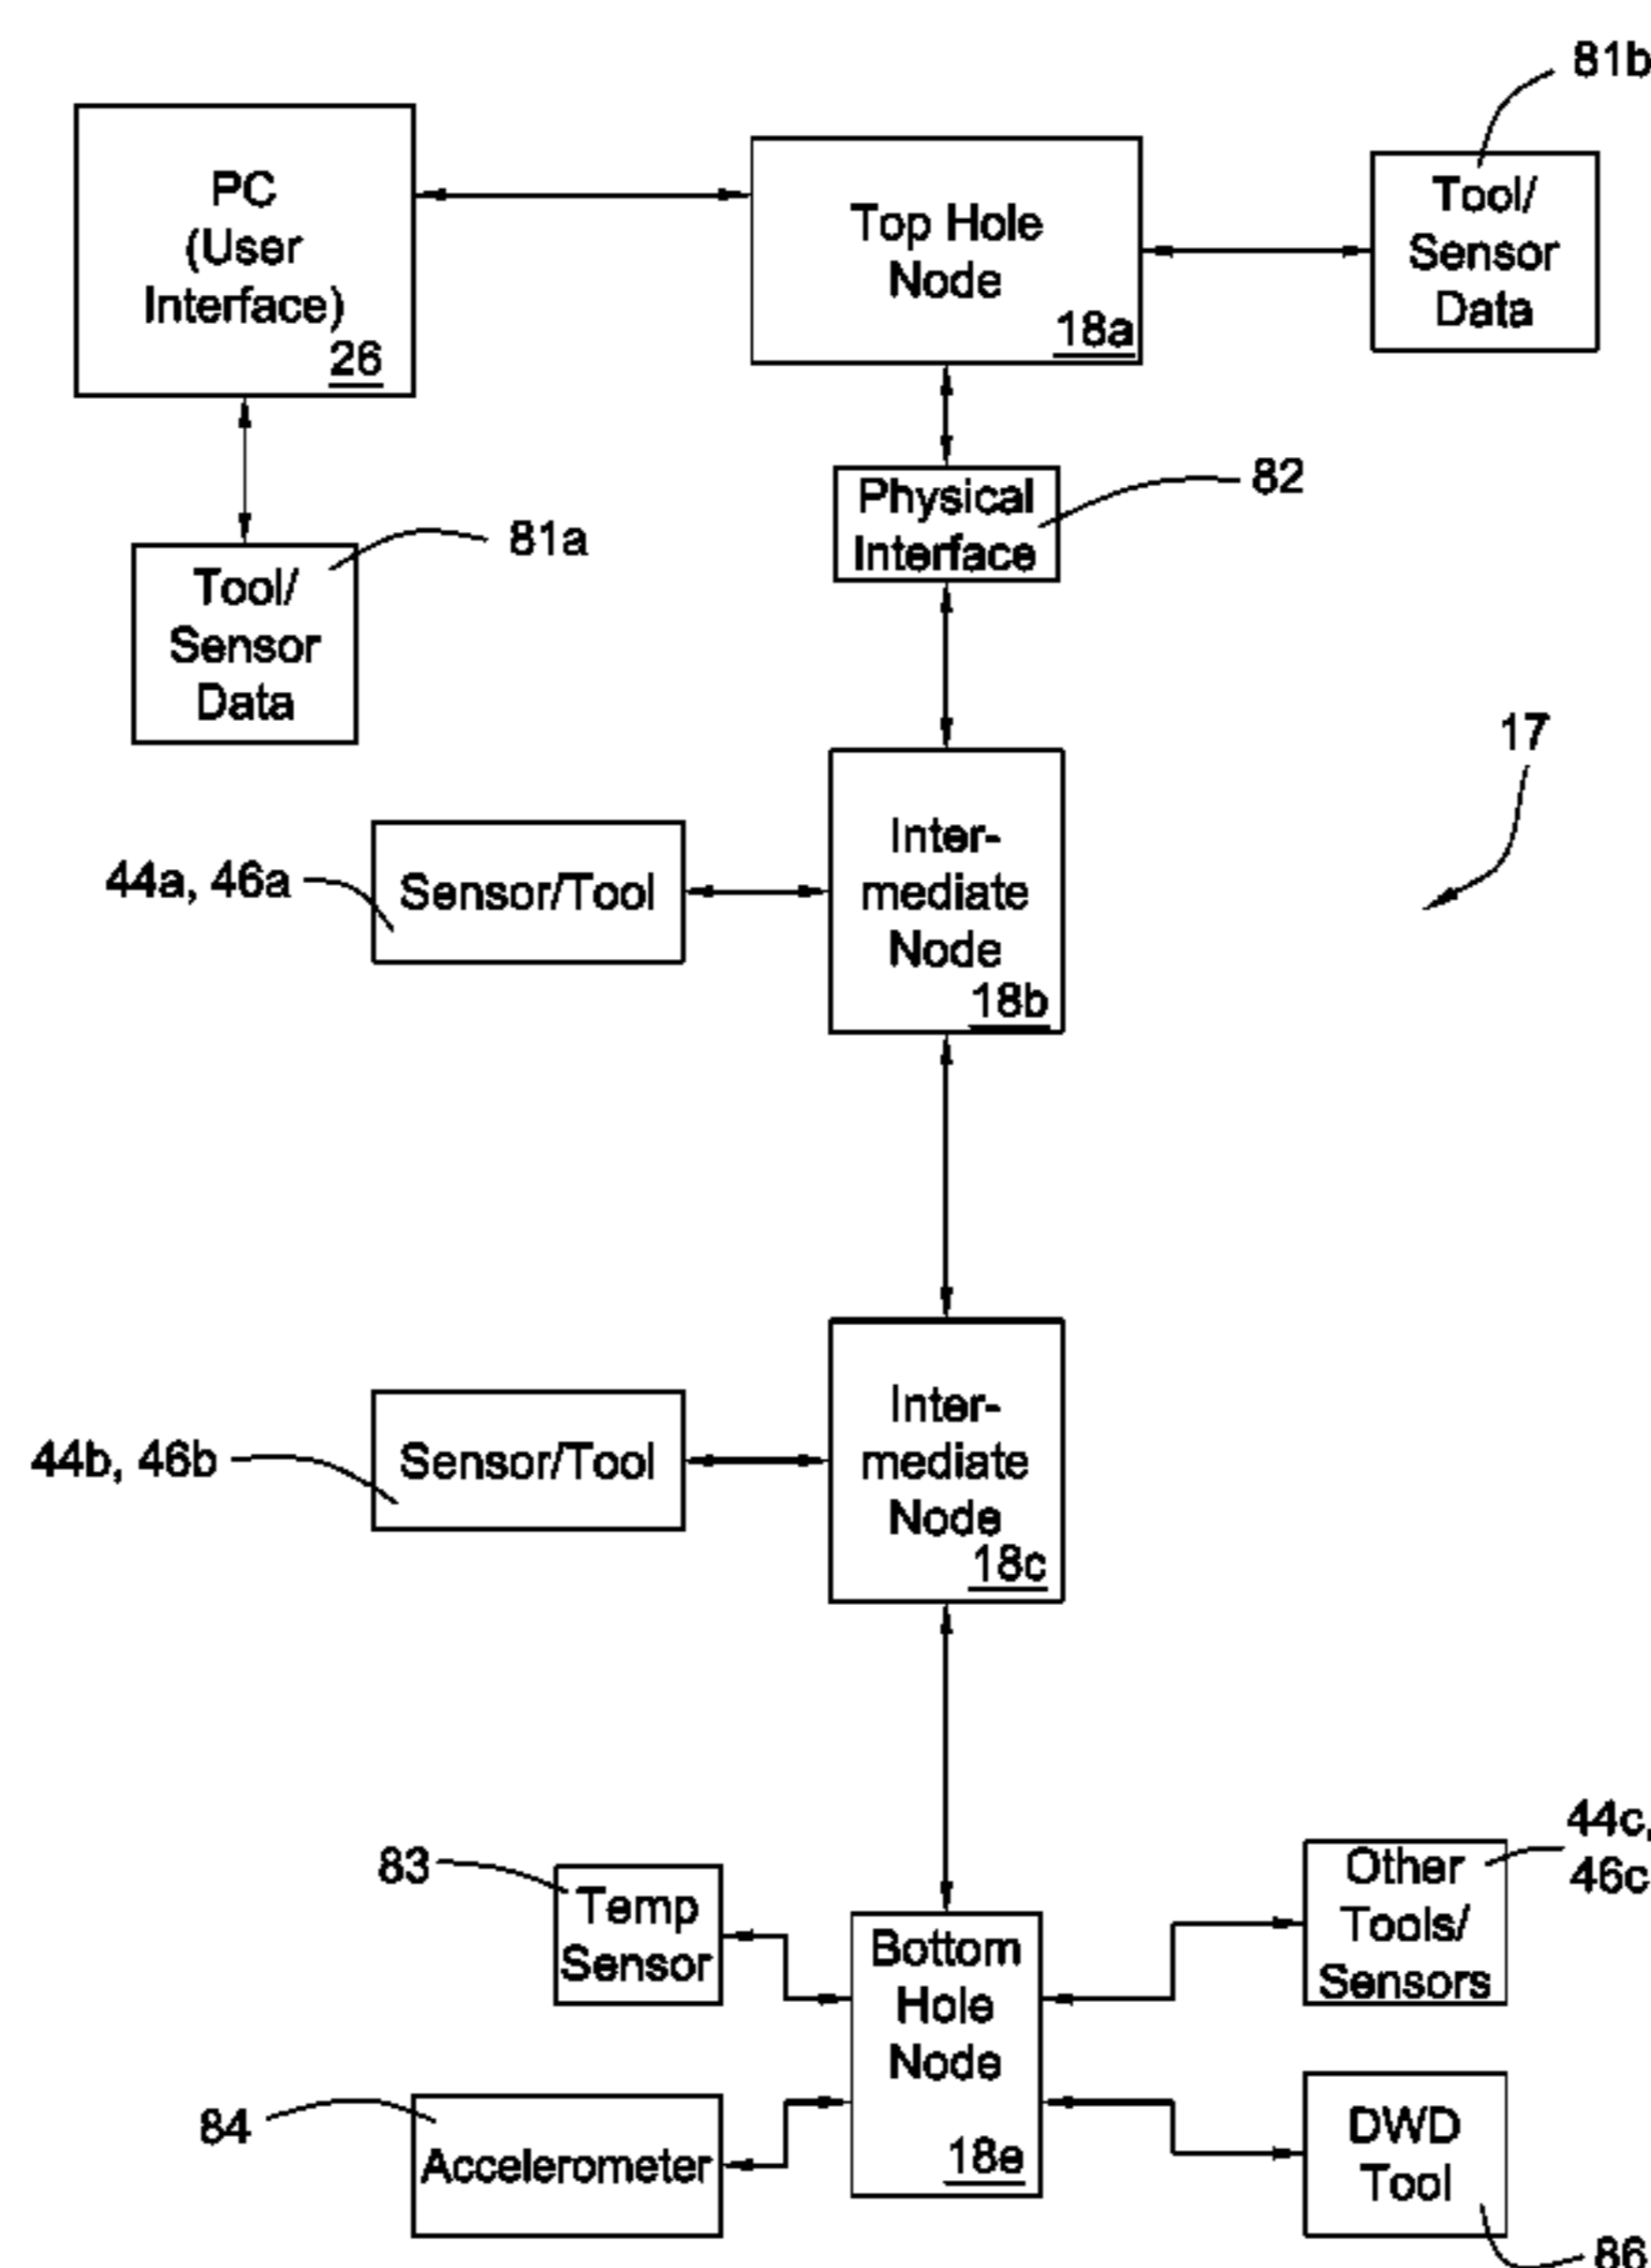 81b
PC
(User
Interface)
26
Top Hole
Node
18a
Tool/
Sensor
Data
Physical
Interface
82
81a
Tool/
Sensor
Data
17
44a, 46a
Sensor/Tool
Inter-
mediate
Node
18b
44b, 46b
Sensor/Tool
Inter-
mediate
Node
18c
83
Temp
Sensor
Bottom
Hole
Node
18e
44c,
46c
Other
Tools/
Sensors
84
Accelerometer
DWD
Tool
86